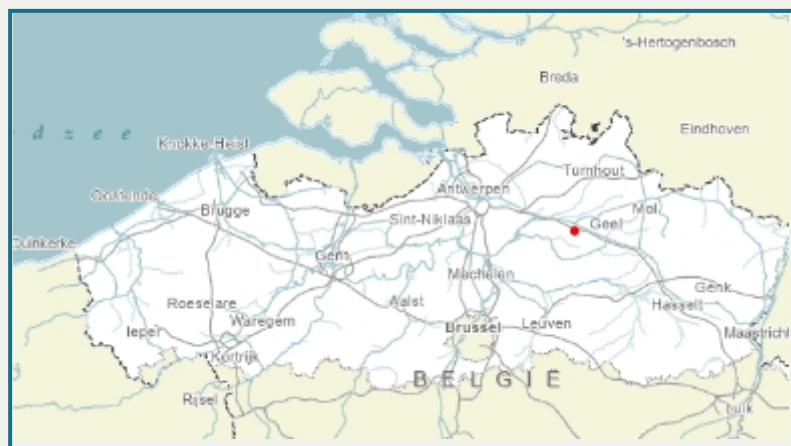 's-Hertogenbosch
Breda
dzee
Eindhoven
Knokke-Heist
Turnhout
Antwerpen
Oostende
Mol
Brugge
Sint-Niklaas
Geel
Duinkerke
Gent
Mechelen
Genk
Roeselare
Aalst
Hasselt
Waregem
Brussel
Leuven
Ieper
Maastricht
Kortrijk
BELGIË
Rijsel
Luik